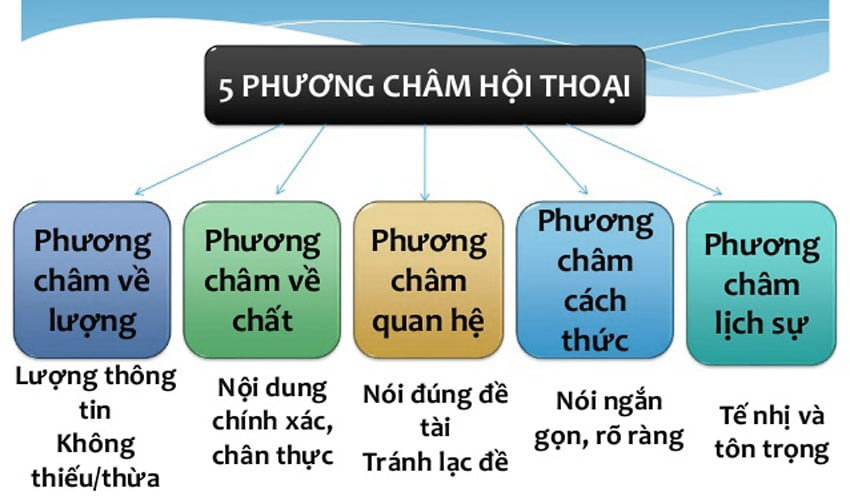 5 PHƯƠNG CHÂM HỘI THOẠI
Phương
châm về
lượng
Phương
châm về
chất
Phương
châm
quan hệ
Phương
châm
cách
thức
Phương
châm
lịch sự
Lượng thông
tin
Không
thiếu/thừa
Nội dung
chính xác,
chân thực
Nói đúng đề
tài
Tránh lạc đề
Nói ngắn
gọn, rõ ràng
Tế nhị và
tôn trọng